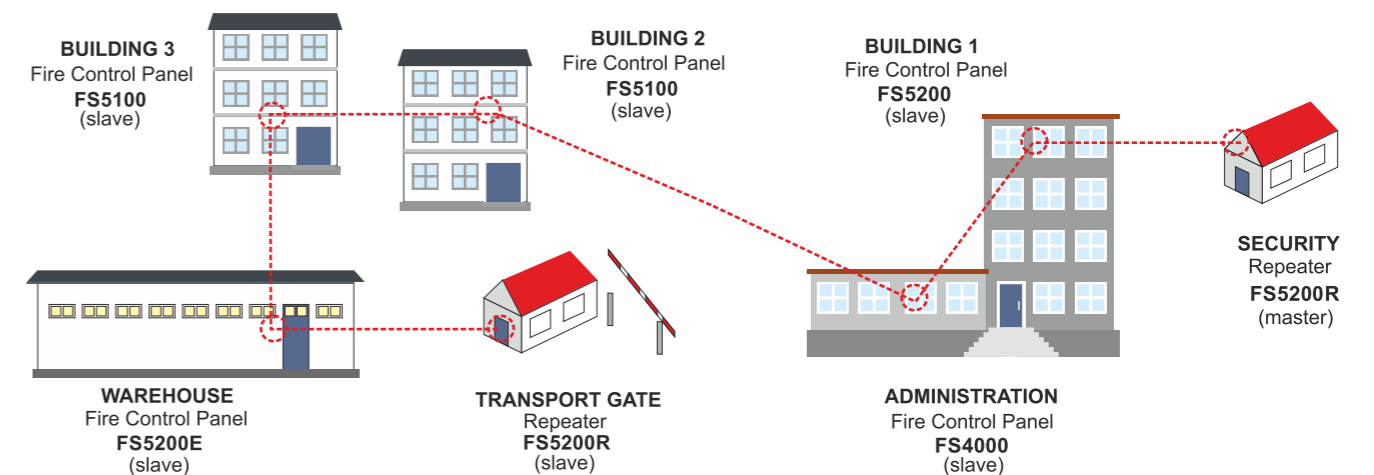 BUILDING 3
Fire Control Panel
FS5100
(slave)
BUILDING 2
Fire Control Panel
FS5100
(slave)
BUILDING 1
Fire Control Panel
FS5200
(slave)
SECURITY
Repeater
FS5200R
(master)
WAREHOUSE
Fire Control Panel
FS5200E
(slave)
TRANSPORT GATE
Repeater
FS5200R
(slave)
ADMINISTRATION
Fire Control Panel
FS4000
(slave)